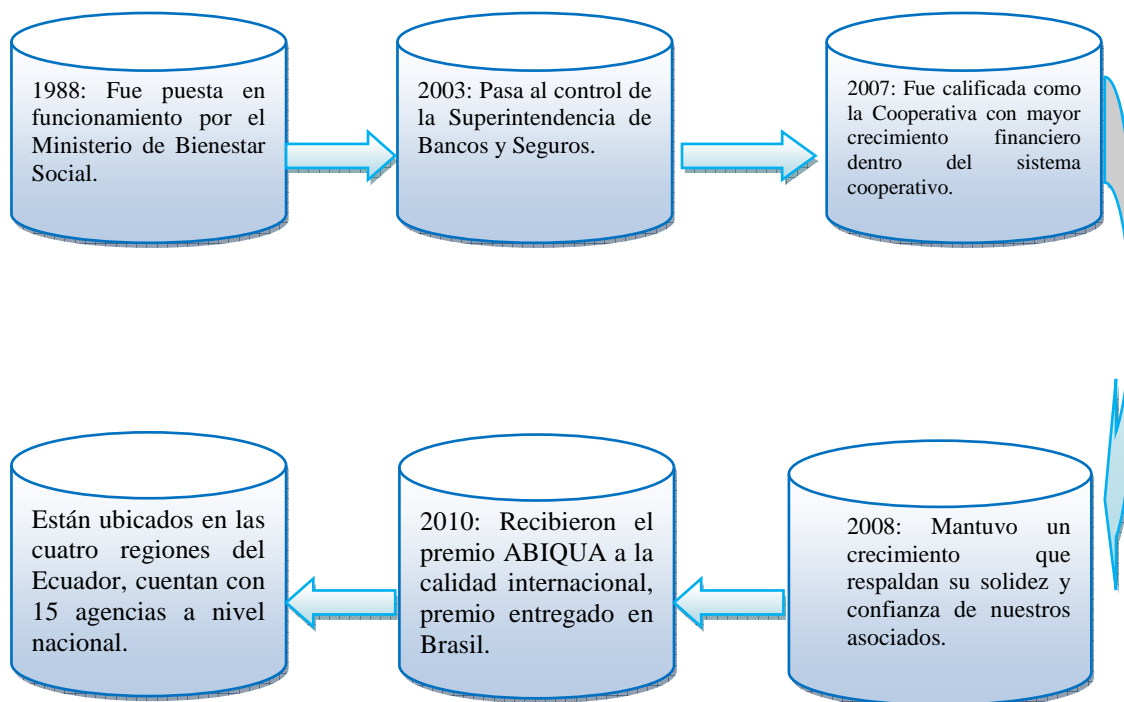 1988: Fue puesta en
funcionamiento por el
Ministerio de Bienestar
Social.
2003: Pasa al control de
la Superintendencia de
Bancos y Seguros.
2007: Fue calificada como
la Cooperativa con mayor
crecimiento financiero
dentro del sistema
cooperativo.
2008: Mantuvo un
crecimiento que
respaldan su solidez y
confianza de nuestros
asociados.
2010: Recibieron el
premio ABIQUA a la
calidad internacional,
premio entregado en
Brasil.
Están ubicados en las
cuatro regiones del
Ecuador, cuentan con
15 agencias a nivel
nacional.